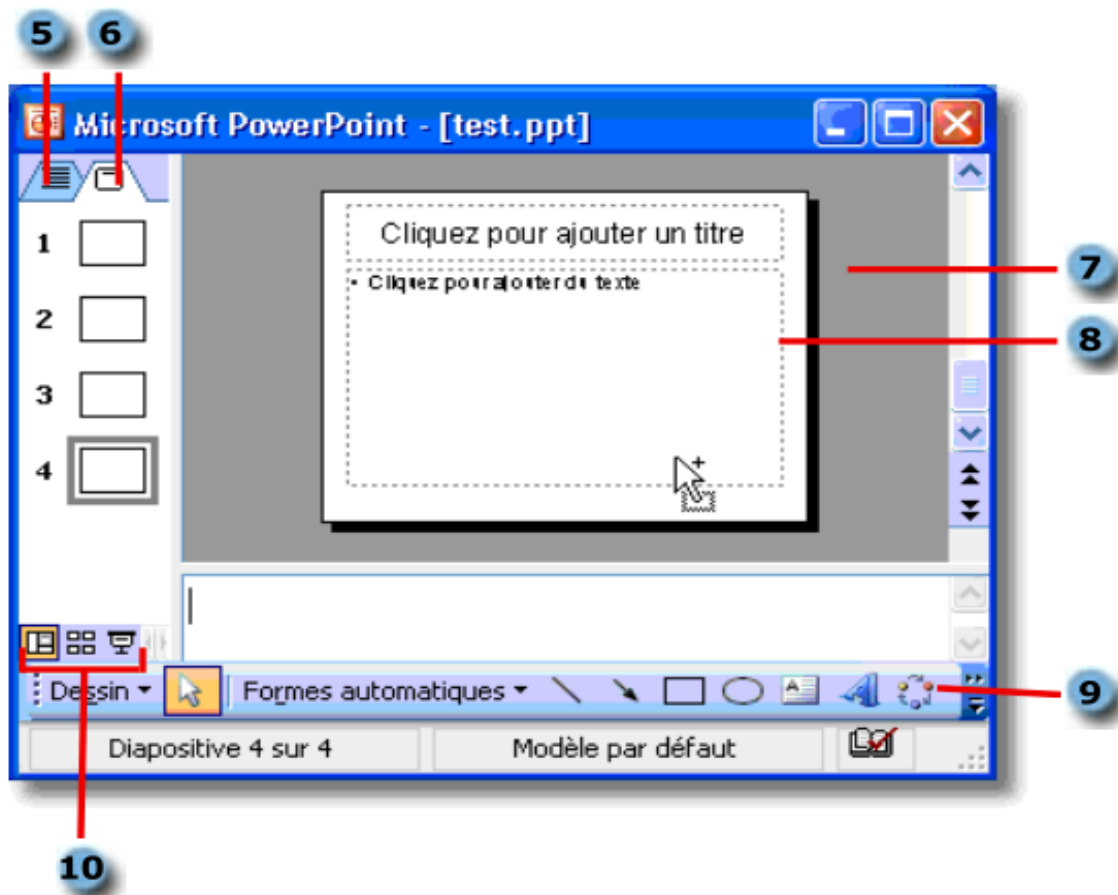 5 6
Microsoft PowerPoint - [test.ppt]
Cliquez pour ajouter un titre
• Cliquez pour ajouter du texte
1
2
3
4
7
8
Dessin Formes automatiques
9
Diapositive 4 sur 4 Modèle par défaut
10